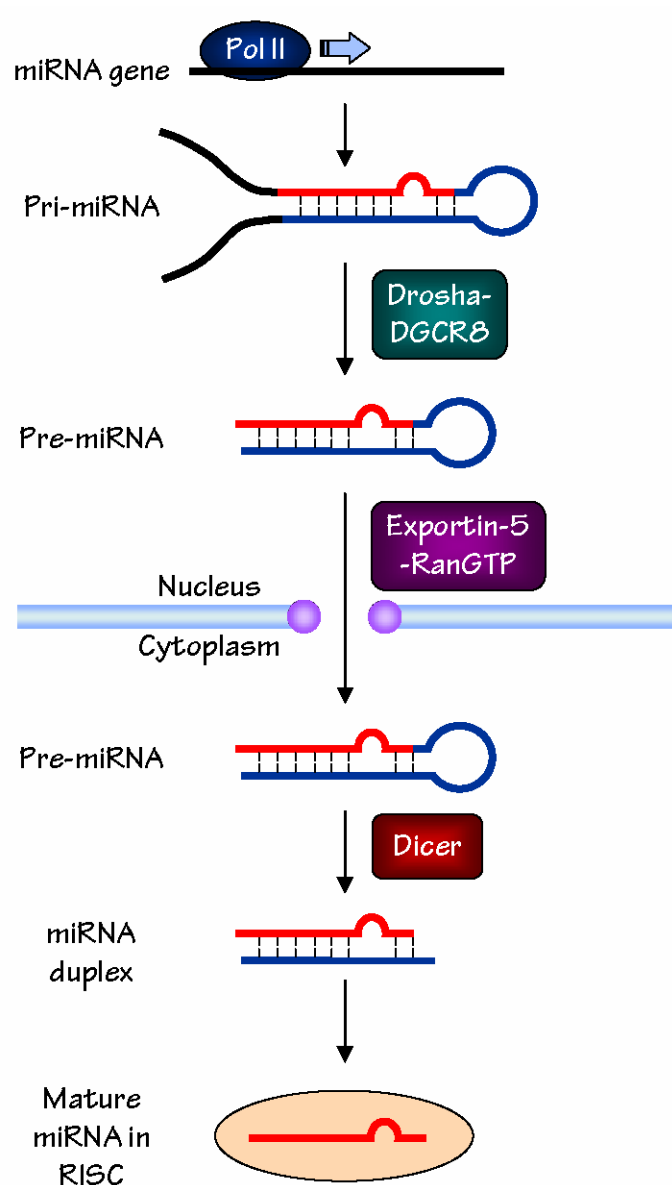 Pol II
miRNA gene
Pri-miRNA
Drosha-
DGCR8
Pre-miRNA
Exportin-5
-RanGTP
Nucleus
Cytoplasm
Pre-miRNA
Dicer
miRNA
duplex
Mature
miRNA in
RISC